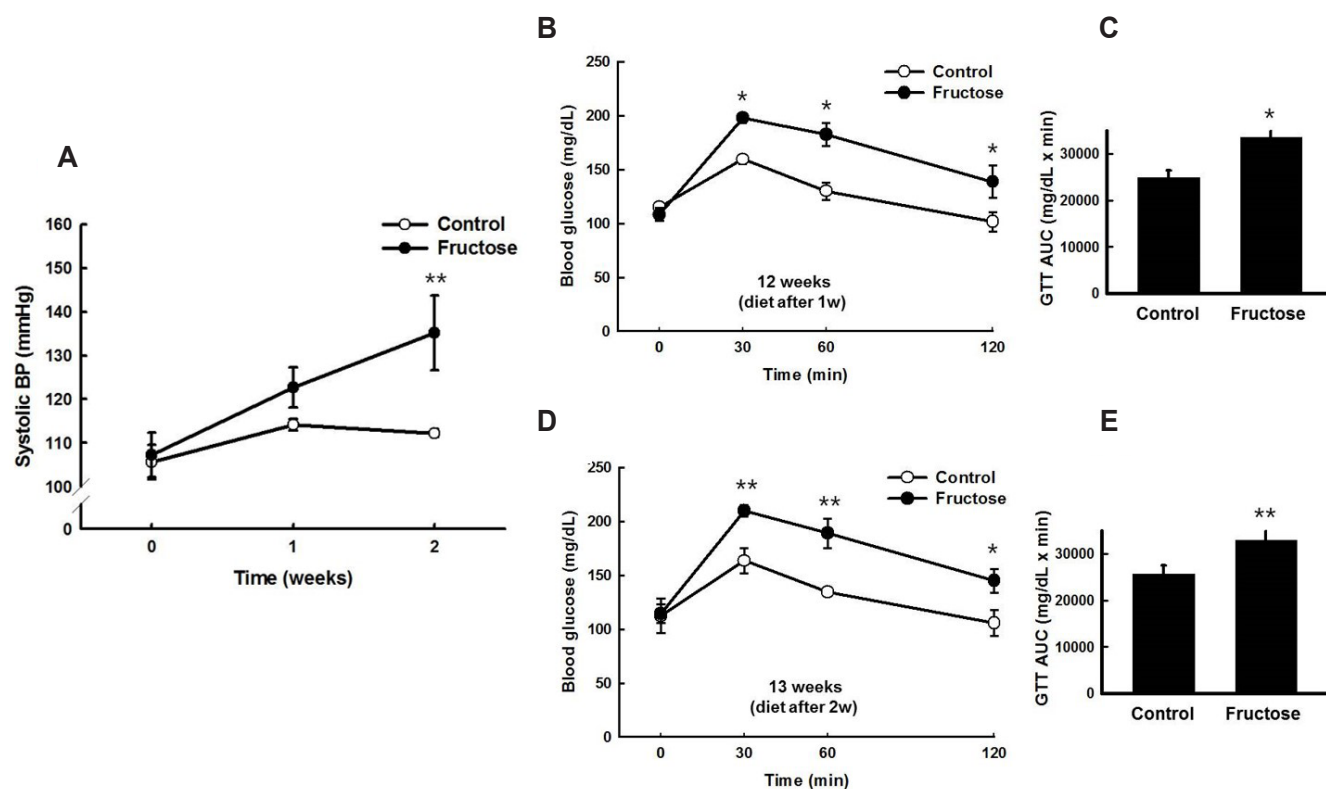 A
Systolic BP (mmHg)
160
150
140
130
120
110
100
0
Control
Fructose
**
0 1 2
Time (weeks)
B
Blood glucose (mg/dL)
250
200
150
100
50
0
Control
Fructose
* * *
12 weeks
(diet after 1w)
0 30 60 120
Time (min)
C
GTT AUC (mg/dL x min)
30000
20000
10000
0
*
Control Fructose
D
Blood glucose (mg/dL)
250
200
150
100
50
0
Control
Fructose
** ** *
13 weeks
(diet after 2w)
0 30 60 120
Time (min)
E
GTT AUC (mg/dL x min)
30000
20000
10000
0
**
Control Fructose